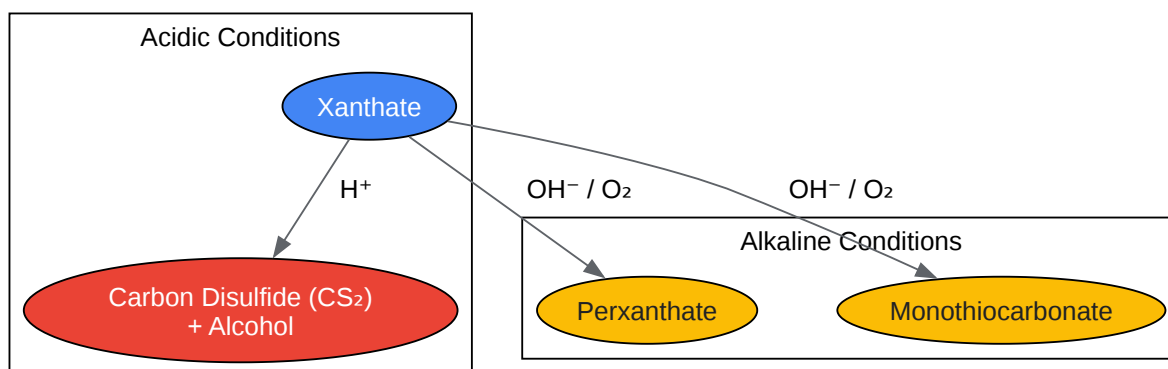 Acidic Conditions
Xanthate
H⁺
OH⁻ / O₂
OH⁻ / O₂
Alkaline Conditions
Carbon Disulfide (CS₂)
+ Alcohol
Perxanthate
Monothiocarbonate